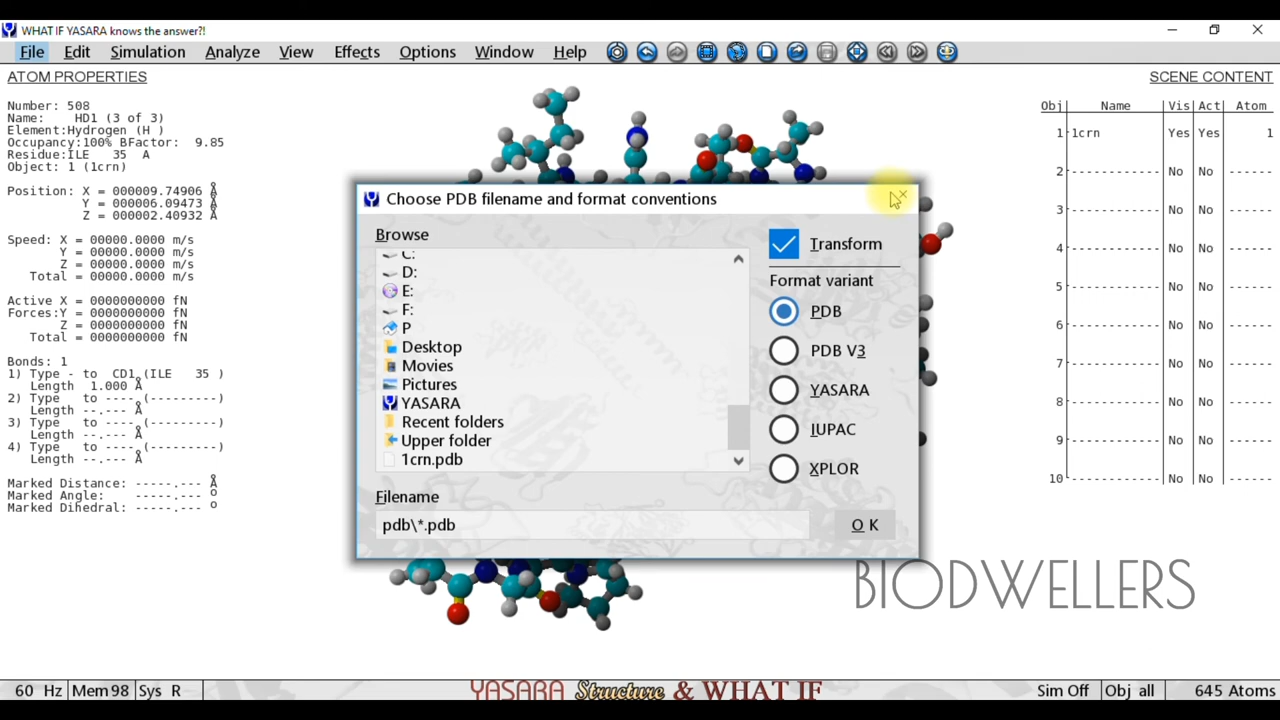 WHAT IF YASARA knows the answer?!
File Edit Simulation Analyze View Effects Options Window Help
ATOM PROPERTIES
Number: 508
Name: HD1 (3 of 3)
Element:Hydrogen (H )
Occupancy:100% BFactor: 9.85
Residue:ILE 35 A
Object: 1 (1crn)
Position: X = 000009.74906 Å
Y = 000006.09473 Å
Z = 000002.40932 Å
Speed: X = 00000.0000 m/s
Y = 00000.0000 m/s
Z = 00000.0000 m/s
Total = 00000.0000 m/s
Active X = 0000000000 fN
Forces:Y = 0000000000 fN
Z = 0000000000 fN
Total = 0000000000 fN
Bonds: 1
1) Type - to CD1 (ILE 35 )
Length 1.000 Å
2) Type to ----.(---------)
Length --.--- Å
3) Type to ----.(---------)
Length --.--- Å
4) Type to ----.(---------)
Length --.--- Å
Marked Distance: -----.--- Å
Marked Angle: -----.--- o
Marked Dihedral: -----.--- o
Choose PDB filename and format conventions
Browse
C:
D:
E:
F:
P
Desktop
Movies
Pictures
YASARA
Recent folders
Upper folder
1crn.pdb
Filename
pdb\*.pdb
O K
Transform
Format variant
PDB
PDB V3
YASARA
IUPAC
XPLOR
SCENE CONTENT
Obj Name Vis Act Atom
1 1crn Yes Yes 1
2 ----------- No No ------
3 ----------- No No ------
4 ----------- No No ------
5 ----------- No No ------
6 ----------- No No ------
7 ----------- No No ------
8 ----------- No No ------
9 ----------- No No ------
10 ----------- No No ------
BIODWELLERS
60 Hz Mem98 Sys R YASARA Structure & WHAT IF Sim Off Obj all 645 Atoms